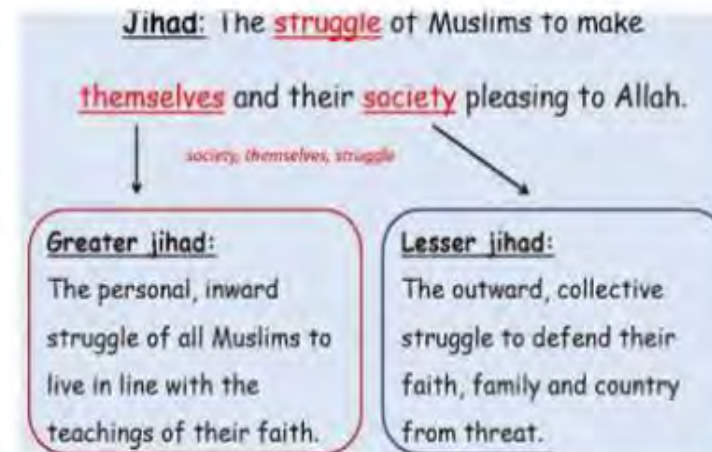 Jihad: The struggle of Muslims to make
themselves and their society pleasing to Allah.
society, themselves, struggle
Greater jihad:
The personal, inward
struggle of all Muslims to
live in line with the
teachings of their faith.
Lesser jihad:
The outward, collective
struggle to defend their
faith, family and country
from threat.